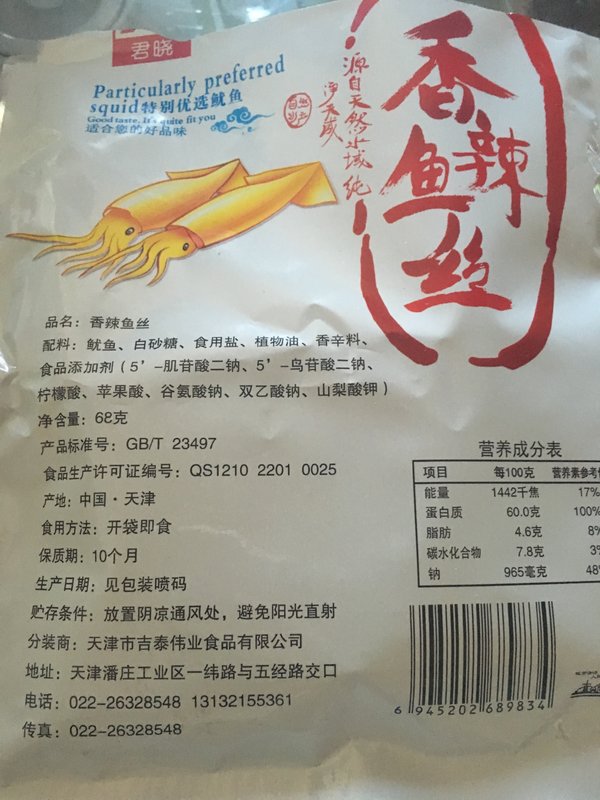 君晓
Particularly preferred
squid特别优选鱿鱼
Good taste, It's quite fit you
适合您的好品味
源自天然水域 纯
净天成
香辣
鱼丝
品名：香辣鱼丝
配料：鱿鱼、白砂糖、食用盐、植物油、香辛料、
食品添加剂（5’-肌苷酸二钠、5’-鸟苷酸二钠、
柠檬酸、苹果酸、谷氨酸钠、双乙酸钠、山梨酸钾）
净含量：68克
产品标准号：GB/T 23497
食品生产许可证编号：QS1210 2201 0025
产地：中国·天津
食用方法：开袋即食
保质期：10个月
生产日期：见包装喷码
贮存条件：放置阴凉通风处，避免阳光直射
分装商：天津市吉泰伟业食品有限公司
地址：天津潘庄工业区一纬路与五经路交口
电话：022-26328548 13132155361
传真：022-26328548
营养成分表
项目 每100克 营养素参考
能量 1442千焦 17%
蛋白质 60.0克 100%
脂肪 4.6克 8%
碳水化合物 7.8克 3%
钠 965毫克 48%
6 945202 689834